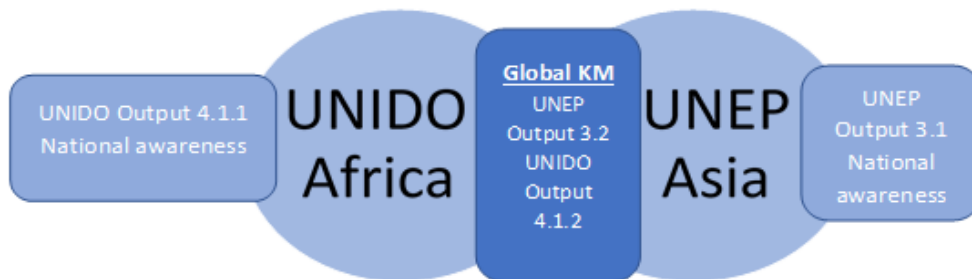 UNIDO Output 4.1.1
National awareness
UNIDO
Africa
Global KM
UNEP
Output 3.2
UNIDO
Output
4.1.2
UNEP
Asia
UNEP
Output 3.1
National
awareness